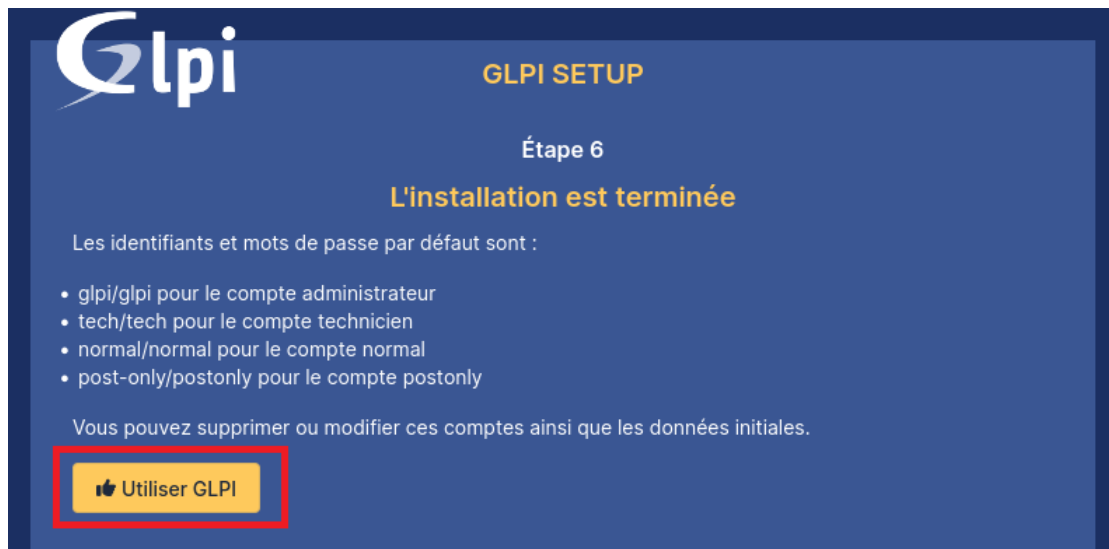 Glpi
GLPI SETUP
Étape 6
L'installation est terminée
Les identifiants et mots de passe par défaut sont :
• glpi/glpi pour le compte administrateur
• tech/tech pour le compte technicien
• normal/normal pour le compte normal
• post-only/postonly pour le compte postonly
Vous pouvez supprimer ou modifier ces comptes ainsi que les données initiales.
Utiliser GLPI